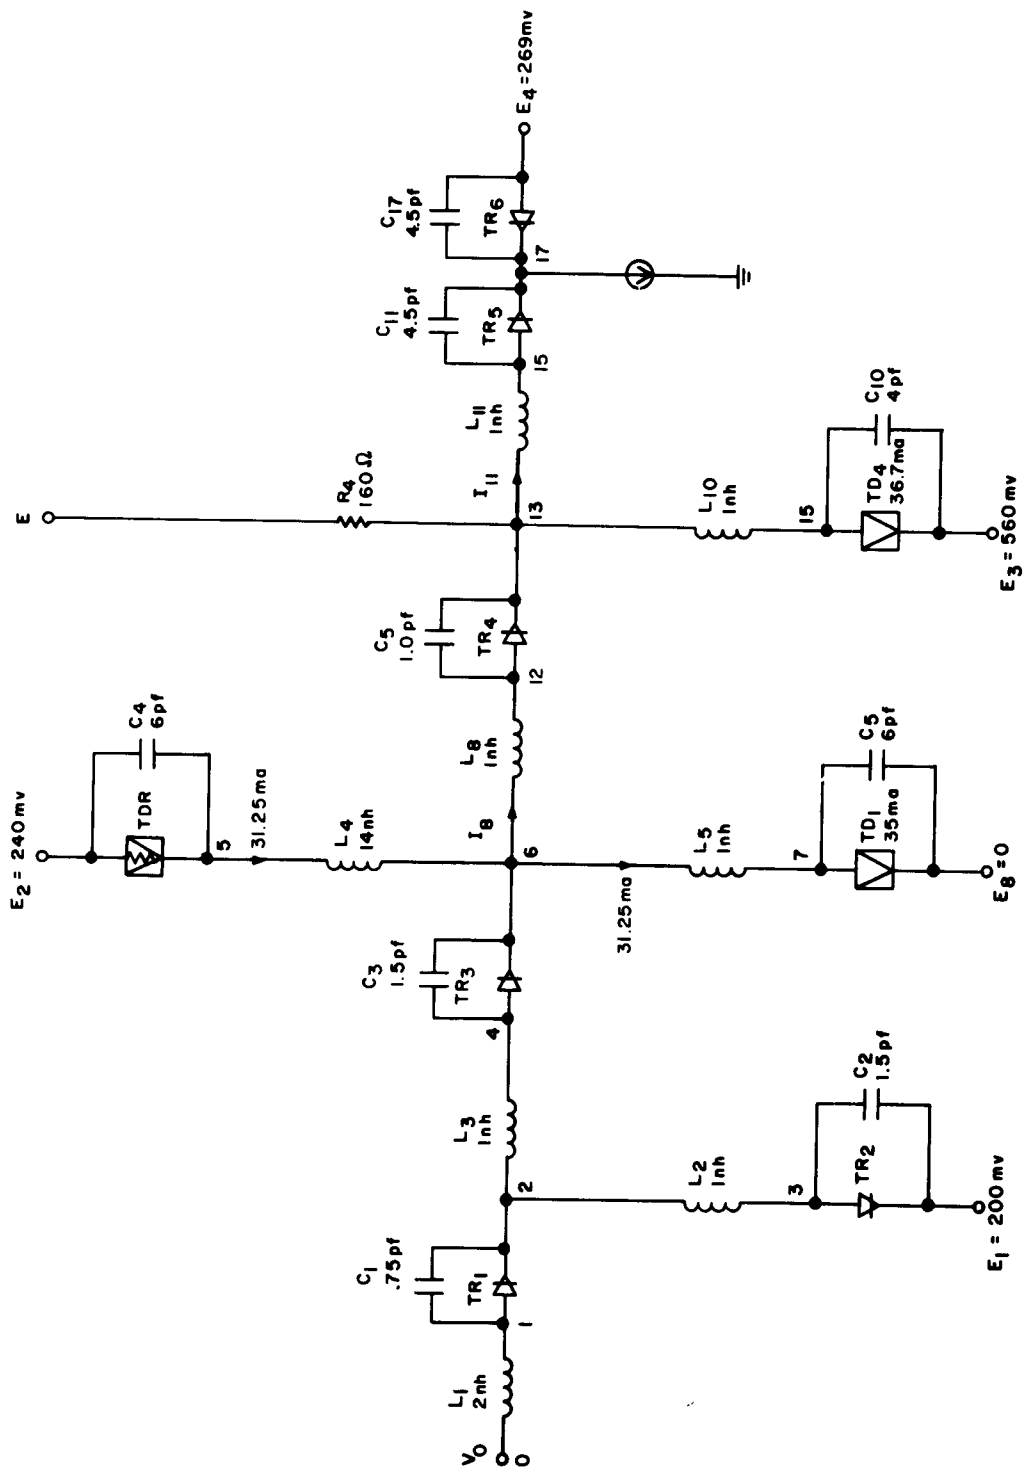 E₄ = 269mv
C₁₇
4.5pf
TR₆
17
C₁₁
4.5pf
TR₅
15
L₁₁
1nh
I₁₁
E
R₄
160Ω
13
L₁₀
1nh
15
TD₄
36.7ma
C₁₀
4pf
E₃ = 560mv
C₅
1.0pf
TR₄
12
L₈
1nh
I₈
6
E₂ = 240mv
TDR
C₄
6pf
5
31.25ma
L₄
14nh
31.25ma
L₅
1nh
7
TD₁
35ma
C₅
6pf
E₈ = 0
C₃
1.5pf
TR₃
4
L₃
1nh
2
L₂
1nh
3
TR₂
C₂
1.5pf
E₁ = 200mv
C₁
.75pf
TR₁
1
L₁
2nh
V₀
0